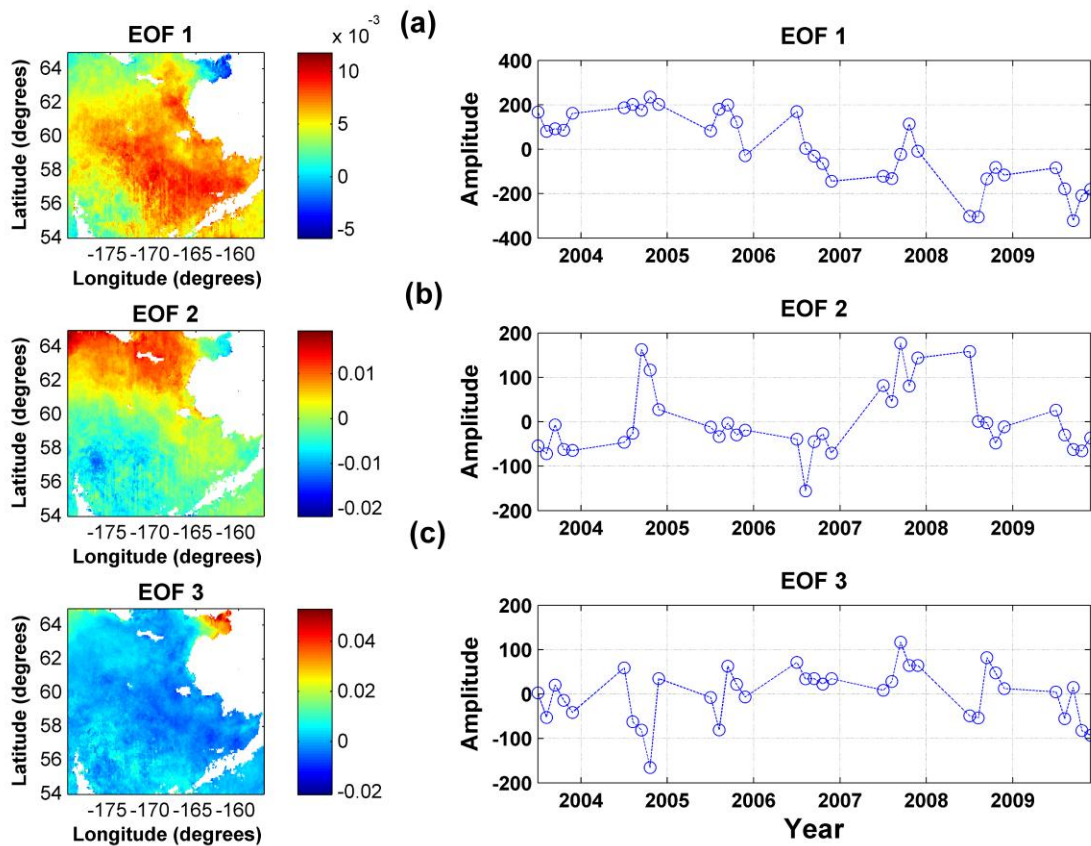 (a)
EOF 1
x 10^-3
64
62
60
58
56
54
-175 -170 -165 -160
10
5
0
-5
Latitude (degrees)
Longitude (degrees)
EOF 1
400
200
0
-200
-400
Amplitude
2004 2005 2006 2007 2008 2009
(b)
EOF 2
64
62
60
58
56
54
-175 -170 -165 -160
0.01
0
-0.01
-0.02
Latitude (degrees)
Longitude (degrees)
EOF 2
200
100
0
-100
-200
Amplitude
2004 2005 2006 2007 2008 2009
(c)
EOF 3
64
62
60
58
56
54
-175 -170 -165 -160
0.04
0.02
0
-0.02
Latitude (degrees)
Longitude (degrees)
EOF 3
200
100
0
-100
-200
Amplitude
2004 2005 2006 2007 2008 2009
Year